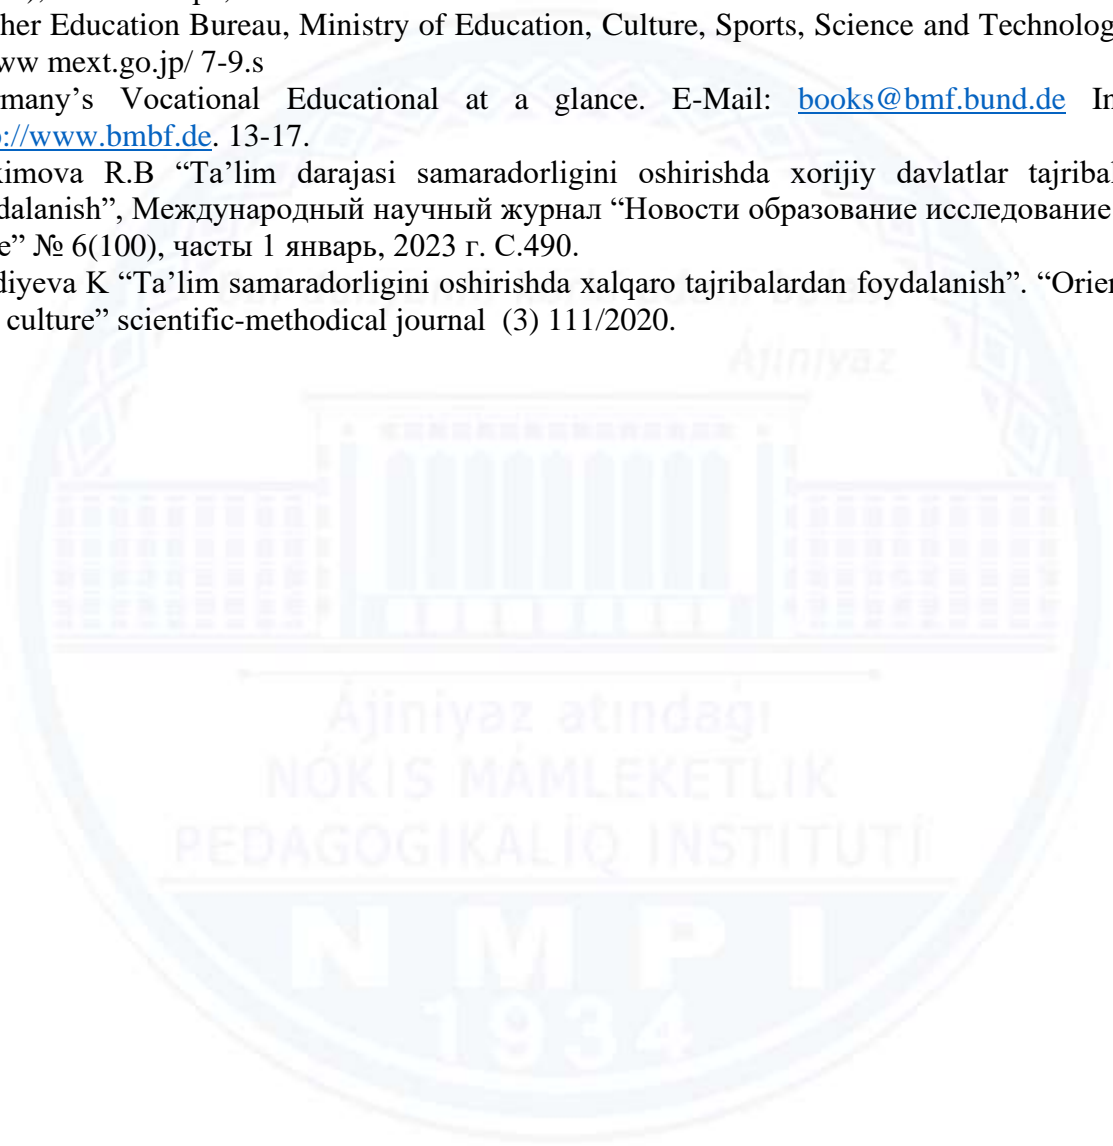 her Education Bureau, Ministry of Education, Culture, Sports, Science and Technolog
ww mext.go.jp/ 7-9.s
many’s Vocational Educational at a glance. E-Mail: books@bmf.bund.de In
://www.bmbf.de. 13-17.
kimova R.B “Ta’lim darajasi samaradorligini oshirishda xorijiy davlatlar tajriba
dalanish”, Международный научный журнал “Новости образование исследование
e” № 6(100), часты 1 январь, 2023 г. С.490.
diyeva K “Ta’lim samaradorligini oshirishda xalqaro tajribalardan foydalanish”. “Orien
culture” scientific-methodical journal (3) 111/2020.
Ájiniyaz
Ájiniyaz atındaǵı
NÓKIS MÁMLEKETLIK
PEDAGOGIKALÍQ INSTITUTÍ
NMPI
1934